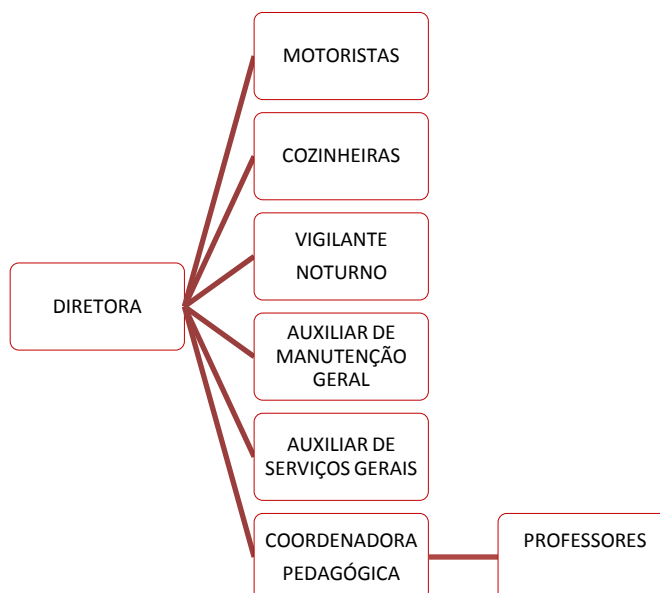 MOTORISTAS
COZINHEIRAS
VIGILANTE
NOTURNO
DIRETORA
AUXILIAR DE
MANUTENÇÃO
GERAL
AUXILIAR DE
SERVIÇOS GERAIS
COORDENADORA
PEDAGÓGICA
PROFESSORES